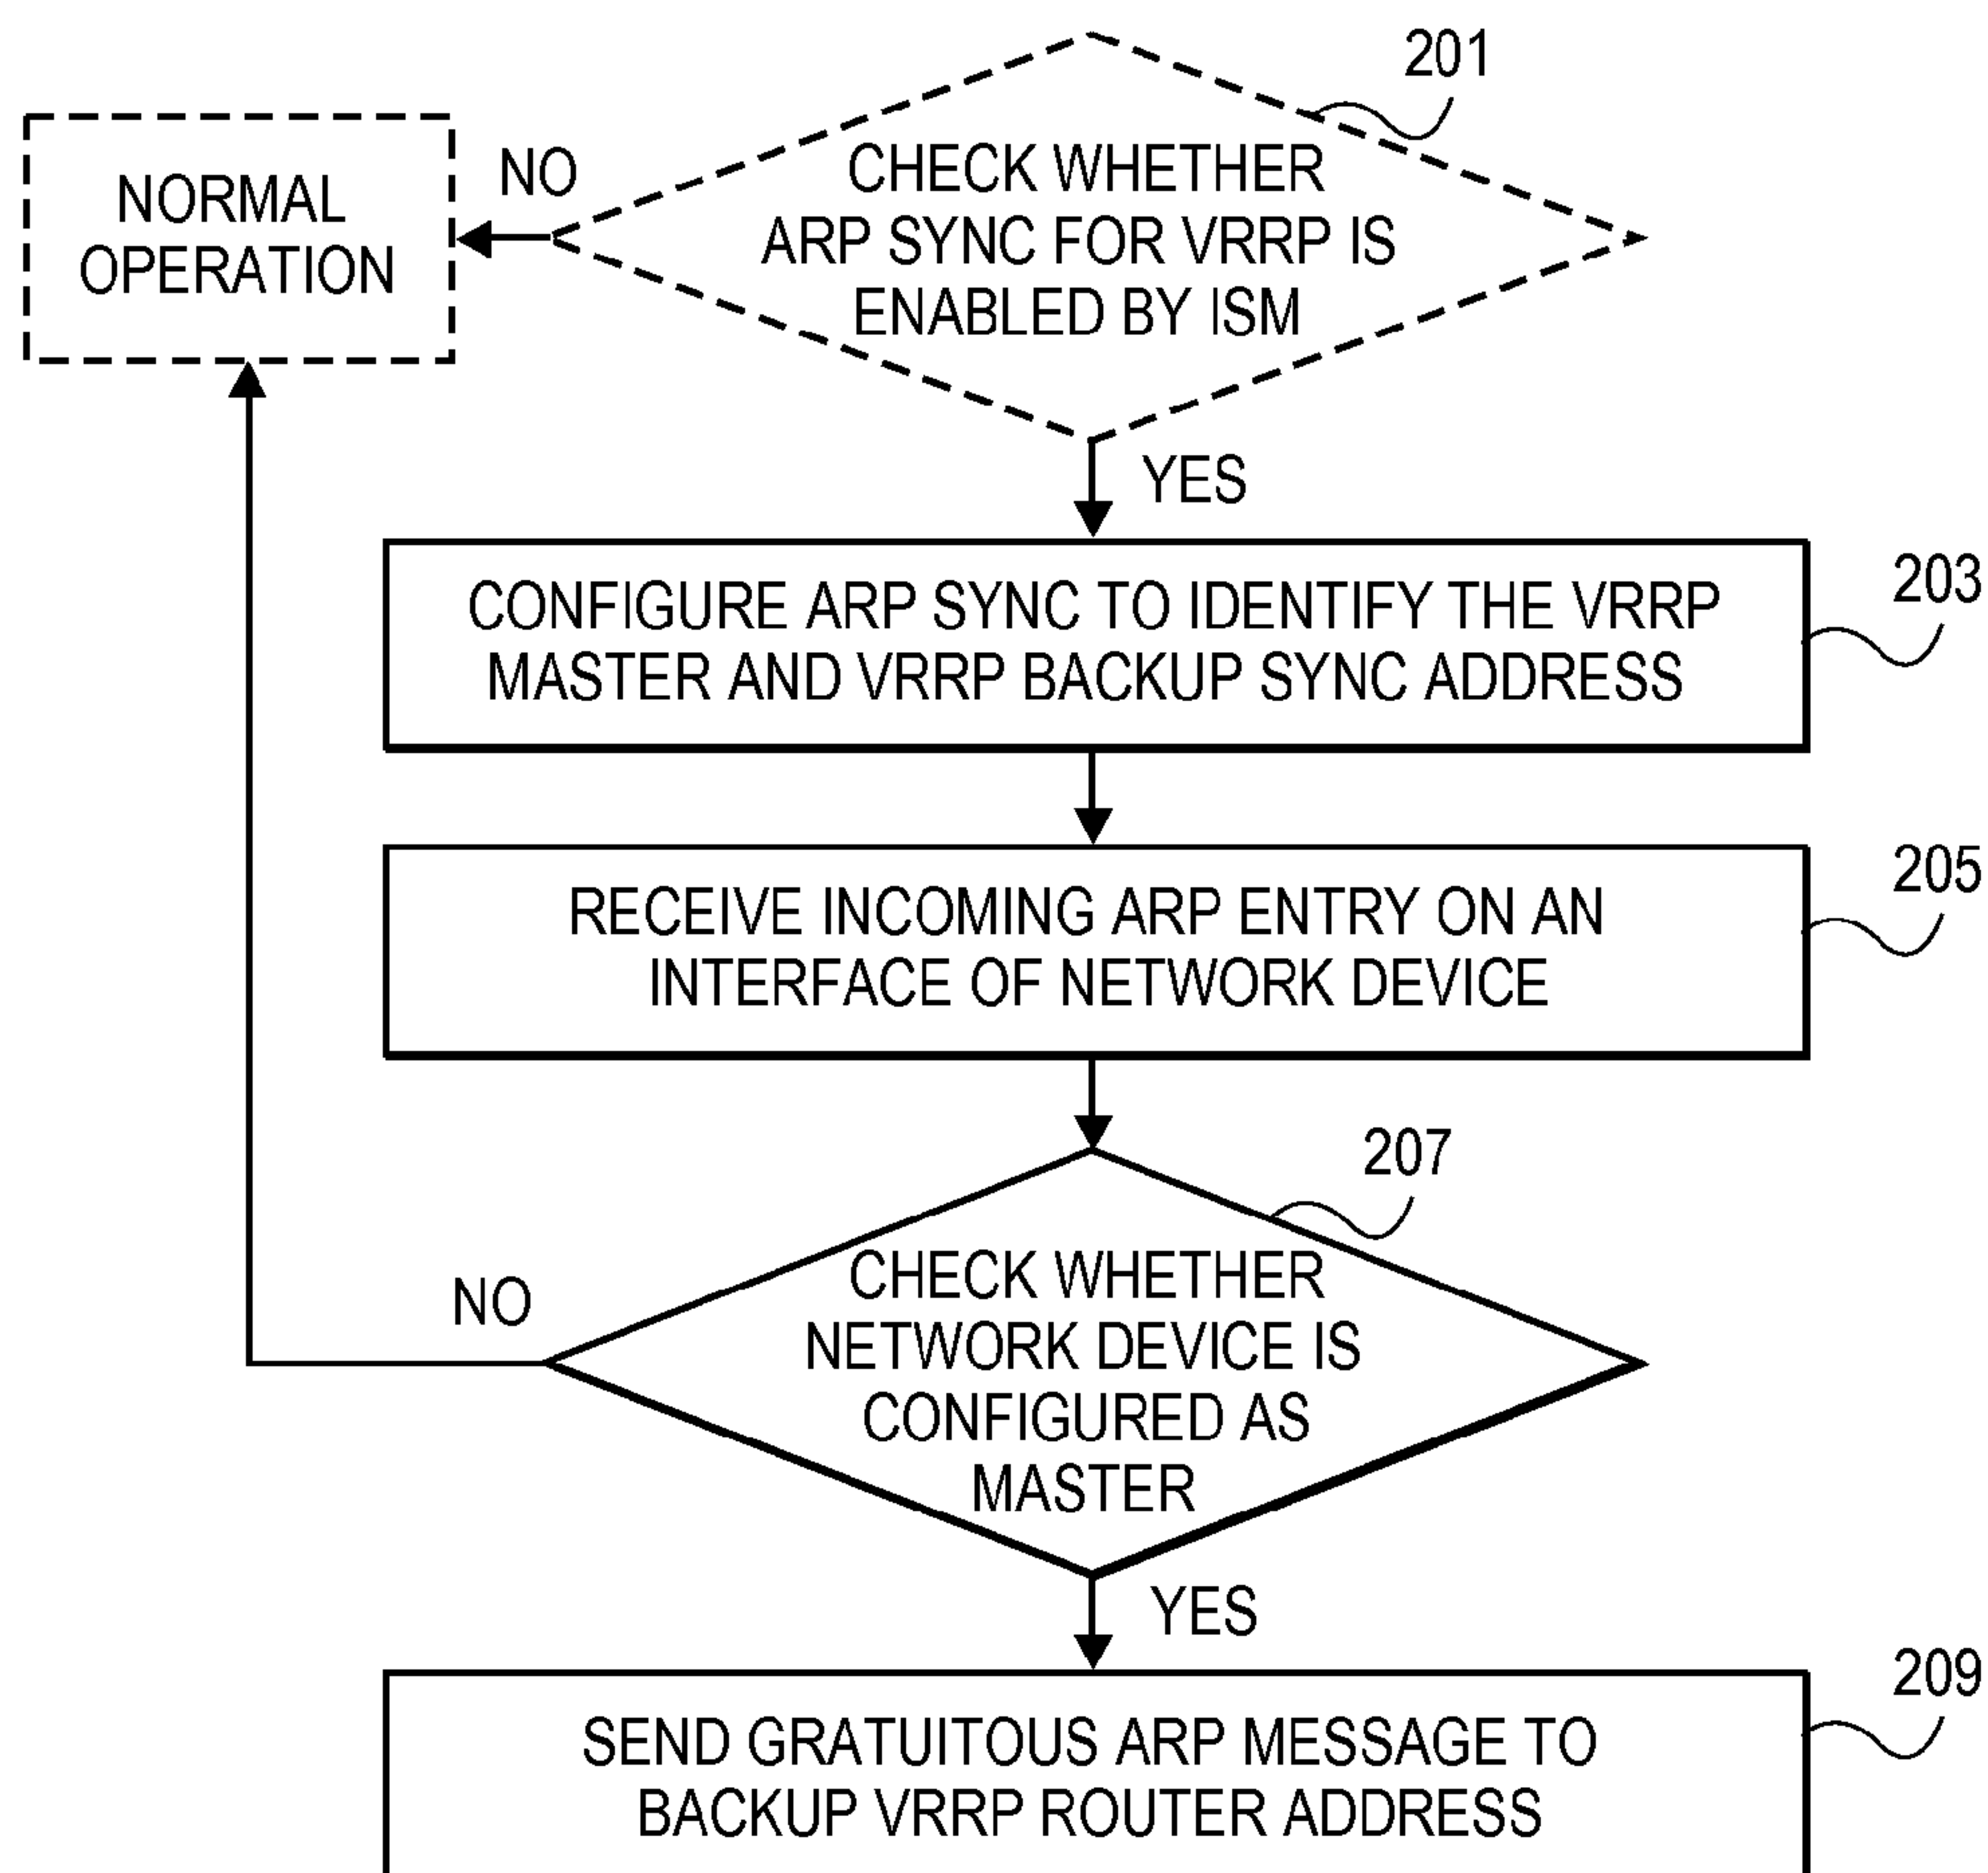 201
CHECK WHETHER
ARP SYNC FOR VRRP IS
ENABLED BY ISM
NO
NORMAL
OPERATION
YES
203
CONFIGURE ARP SYNC TO IDENTIFY THE VRRP
MASTER AND VRRP BACKUP SYNC ADDRESS
205
RECEIVE INCOMING ARP ENTRY ON AN
INTERFACE OF NETWORK DEVICE
207
CHECK WHETHER
NETWORK DEVICE IS
CONFIGURED AS
MASTER
NO
YES
209
SEND GRATUITOUS ARP MESSAGE TO
BACKUP VRRP ROUTER ADDRESS